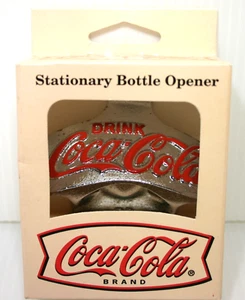 Stationary Bottle Opener
DRINK
Coca-Cola
Coca-Cola®
BRAND